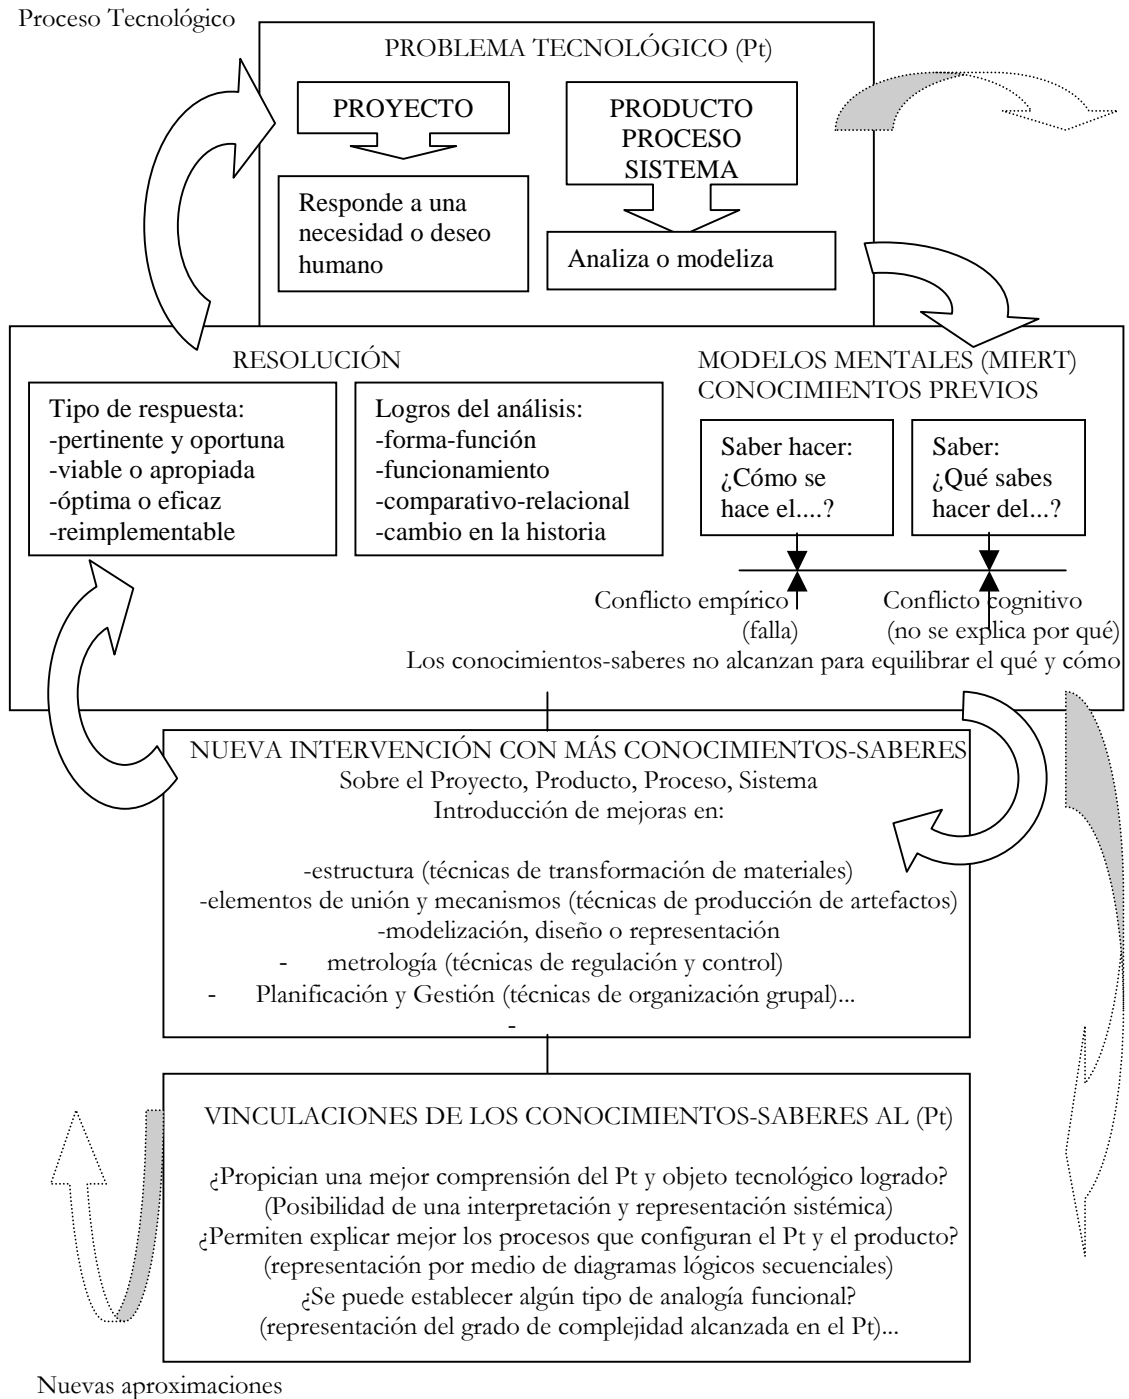 Proceso Tecnológico
PROBLEMA TECNOLÓGICO (Pt)
PROYECTO
Responde a una
necesidad o deseo
humano
PRODUCTO
PROCESO
SISTEMA
Analiza o modeliza
RESOLUCIÓN
Tipo de respuesta:
-pertinente y oportuna
-viable o apropiada
-óptima o eficaz
-reimplementable
Logros del análisis:
-forma-función
-funcionamiento
-comparativo-relacional
-cambio en la historia
MODELOS MENTALES (MIERT)
CONOCIMIENTOS PREVIOS
Saber hacer:
¿Cómo se
hace el....?
Saber:
¿Qué sabes
hacer del...?
Conflicto empírico
(falla)
Conflicto cognitivo
(no se explica por qué)
Los conocimientos-saberes no alcanzan para equilibrar el qué y cómo
NUEVA INTERVENCIÓN CON MÁS CONOCIMIENTOS-SABERES
Sobre el Proyecto, Producto, Proceso, Sistema
Introducción de mejoras en:
-estructura (técnicas de transformación de materiales)
-elementos de unión y mecanismos (técnicas de producción de artefactos)
-modelización, diseño o representación
- metrología (técnicas de regulación y control)
- Planificación y Gestión (técnicas de organización grupal)...
-
VINCULACIONES DE LOS CONOCIMIENTOS-SABERES AL (Pt)
¿Propician una mejor comprensión del Pt y objeto tecnológico logrado?
(Posibilidad de una interpretación y representación sistémica)
¿Permiten explicar mejor los procesos que configuran el Pt y el producto?
(representación por medio de diagramas lógicos secuenciales)
¿Se puede establecer algún tipo de analogía funcional?
(representación del grado de complejidad alcanzada en el Pt)...
Nuevas aproximaciones